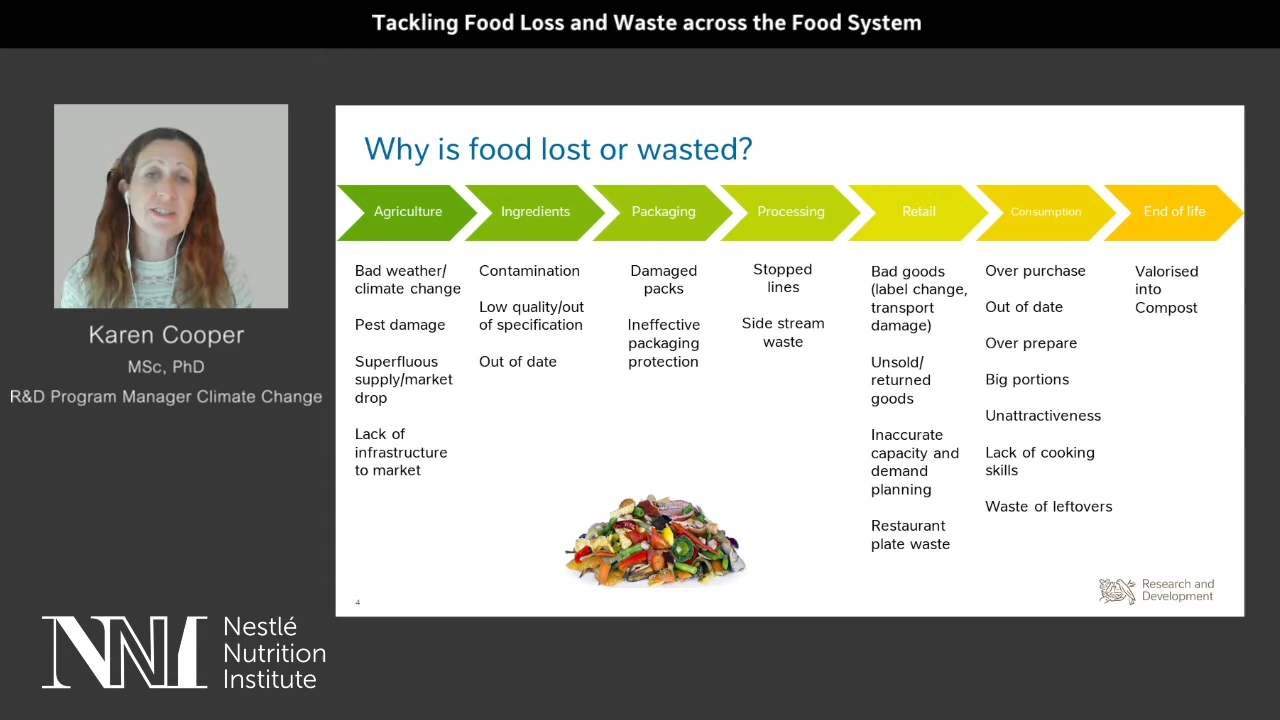 Tackling Food Loss and Waste across the Food System
Karen Cooper
MSc, PhD
R&D Program Manager Climate Change
NNI
Nestlé
Nutrition
Institute
Why is food lost or wasted?
Agriculture
Ingredients
Packaging
Processing
Retail
Consumption
End of life
Bad weather/
climate change
Pest damage
Superfluous
supply/market
drop
Lack of
infrastructure
to market
Contamination
Low quality/out
of specification
Out of date
Damaged
packs
Ineffective
packaging
protection
Stopped
lines
Side stream
waste
Bad goods
(label change,
transport
damage)
Unsold/
returned
goods
Inaccurate
capacity and
demand
planning
Restaurant
plate waste
Over purchase
Out of date
Over prepare
Big portions
Unattractiveness
Lack of cooking
skills
Waste of leftovers
Valorised
into
Compost
4
Research and
Development